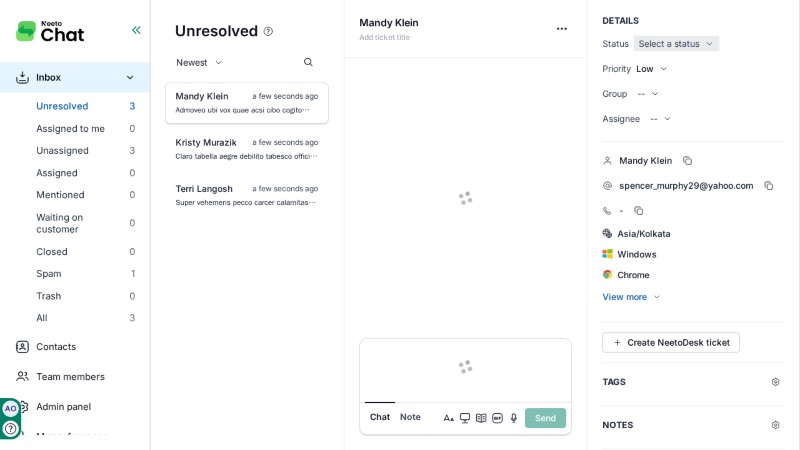 Neeto
Chat
Inbox
Unresolved 3
Assigned to me 0
Unassigned 3
Assigned 0
Mentioned 0
Waiting on
customer 0
Closed 0
Spam 1
Trash 0
All 3
Contacts
Team members
Admin panel
AO
Unresolved
Newest
Mandy Klein a few seconds ago
Admoveo ubi vox quae acsi cibo cogito···
Kristy Murazik a few seconds ago
Claro tabella aegre debilito tabesco offici···
Terri Langosh a few seconds ago
Super vehemens pecco carcer calamitas···
Mandy Klein
Add ticket title
Chat Note
GIF
Send
DETAILS
Status Select a status
Priority Low
Group --
Assignee --
Mandy Klein
spencer_murphy29@yahoo.com
-
Asia/Kolkata
Windows
Chrome
View more
+ Create NeetoDesk ticket
TAGS
NOTES